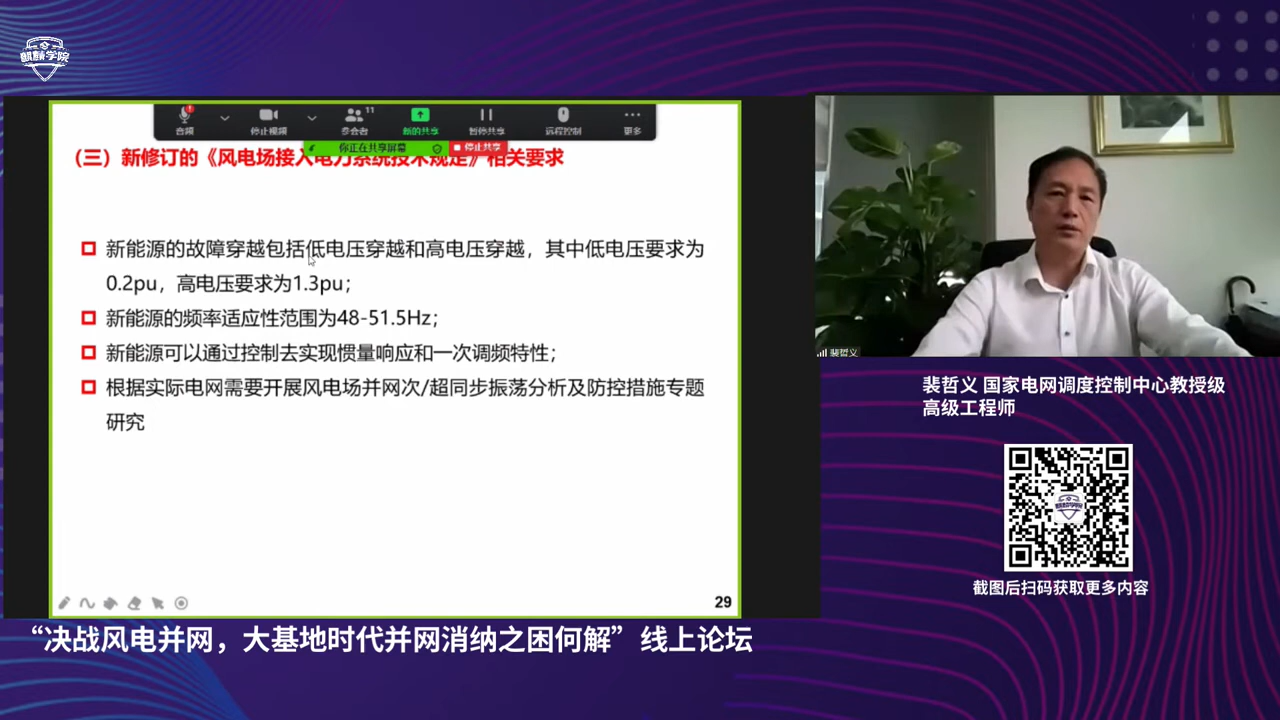 麒麟学院
音频
停止视频
11
参会者
新的共享
暂停共享
远程控制
更多
你正在共享屏幕
停止共享
（三）新修订的《风电场接入电力系统技术规定》相关要求
新能源的故障穿越包括低电压穿越和高电压穿越，其中低电压要求为
0.2pu，高电压要求为1.3pu；
新能源的频率适应性范围为48-51.5Hz；
新能源可以通过控制去实现惯量响应和一次调频特性；
根据实际电网需要开展风电场并网次/超同步振荡分析及防控措施专题
研究
29
裴哲义
裴哲义 国家电网调度控制中心教授级
高级工程师
截图后扫码获取更多内容
“决战风电并网，大基地时代并网消纳之困何解”线上论坛